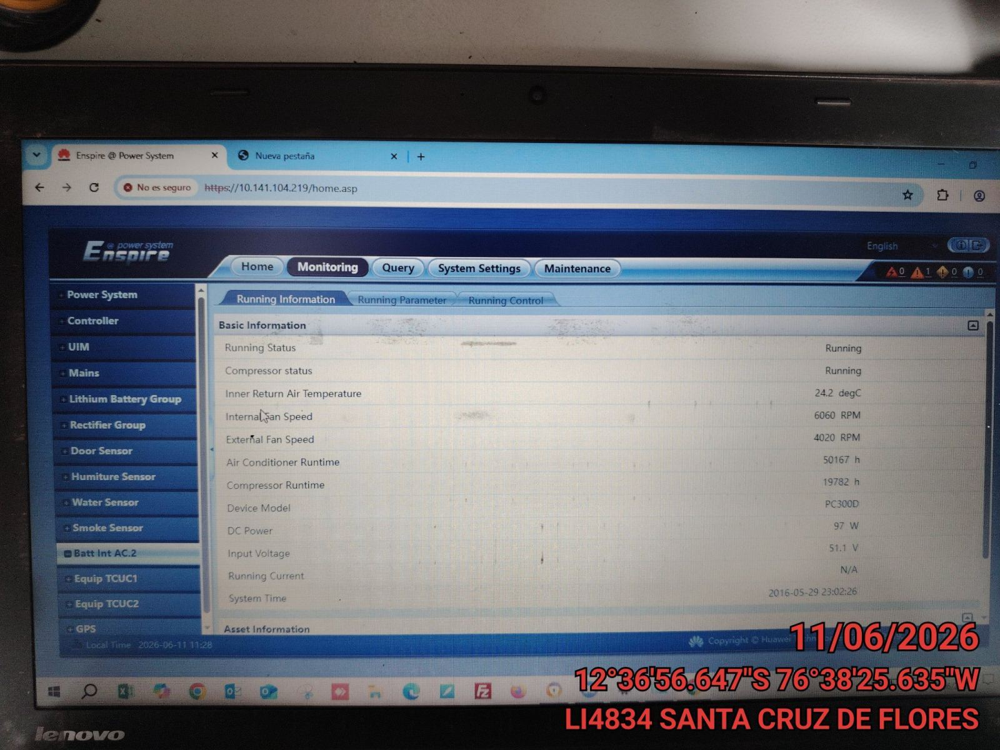 Enspire @ Power System
Nueva pestaña
No es seguro https://10.141.104.219/home.asp
@ power system
Enspire
English
Home Monitoring Query System Settings Maintenance
0 1 0 0
Power System
Controller
UIM
Mains
Lithium Battery Group
Rectifier Group
Door Sensor
Humiture Sensor
Water Sensor
Smoke Sensor
Batt Int AC.2
Equip TCUC1
Equip TCUC2
GPS
Running Information Running Parameter Running Control
Basic Information
Running Status Running
Compressor status Running
Inner Return Air Temperature 24.2 degC
Internal Fan Speed 6060 RPM
External Fan Speed 4020 RPM
Air Conditioner Runtime 50167 h
Compressor Runtime 19782 h
Device Model PC300D
DC Power 97 W
Input Voltage 51.1 V
Running Current N/A
System Time 2016-05-29 23:02:26
Asset Information
Local Time 2026-06-11 11:28
Copyright © Huawei
11/06/2026
12°36'56.647"S 76°38'25.635"W
LI4834 SANTA CRUZ DE FLORES
lenovo